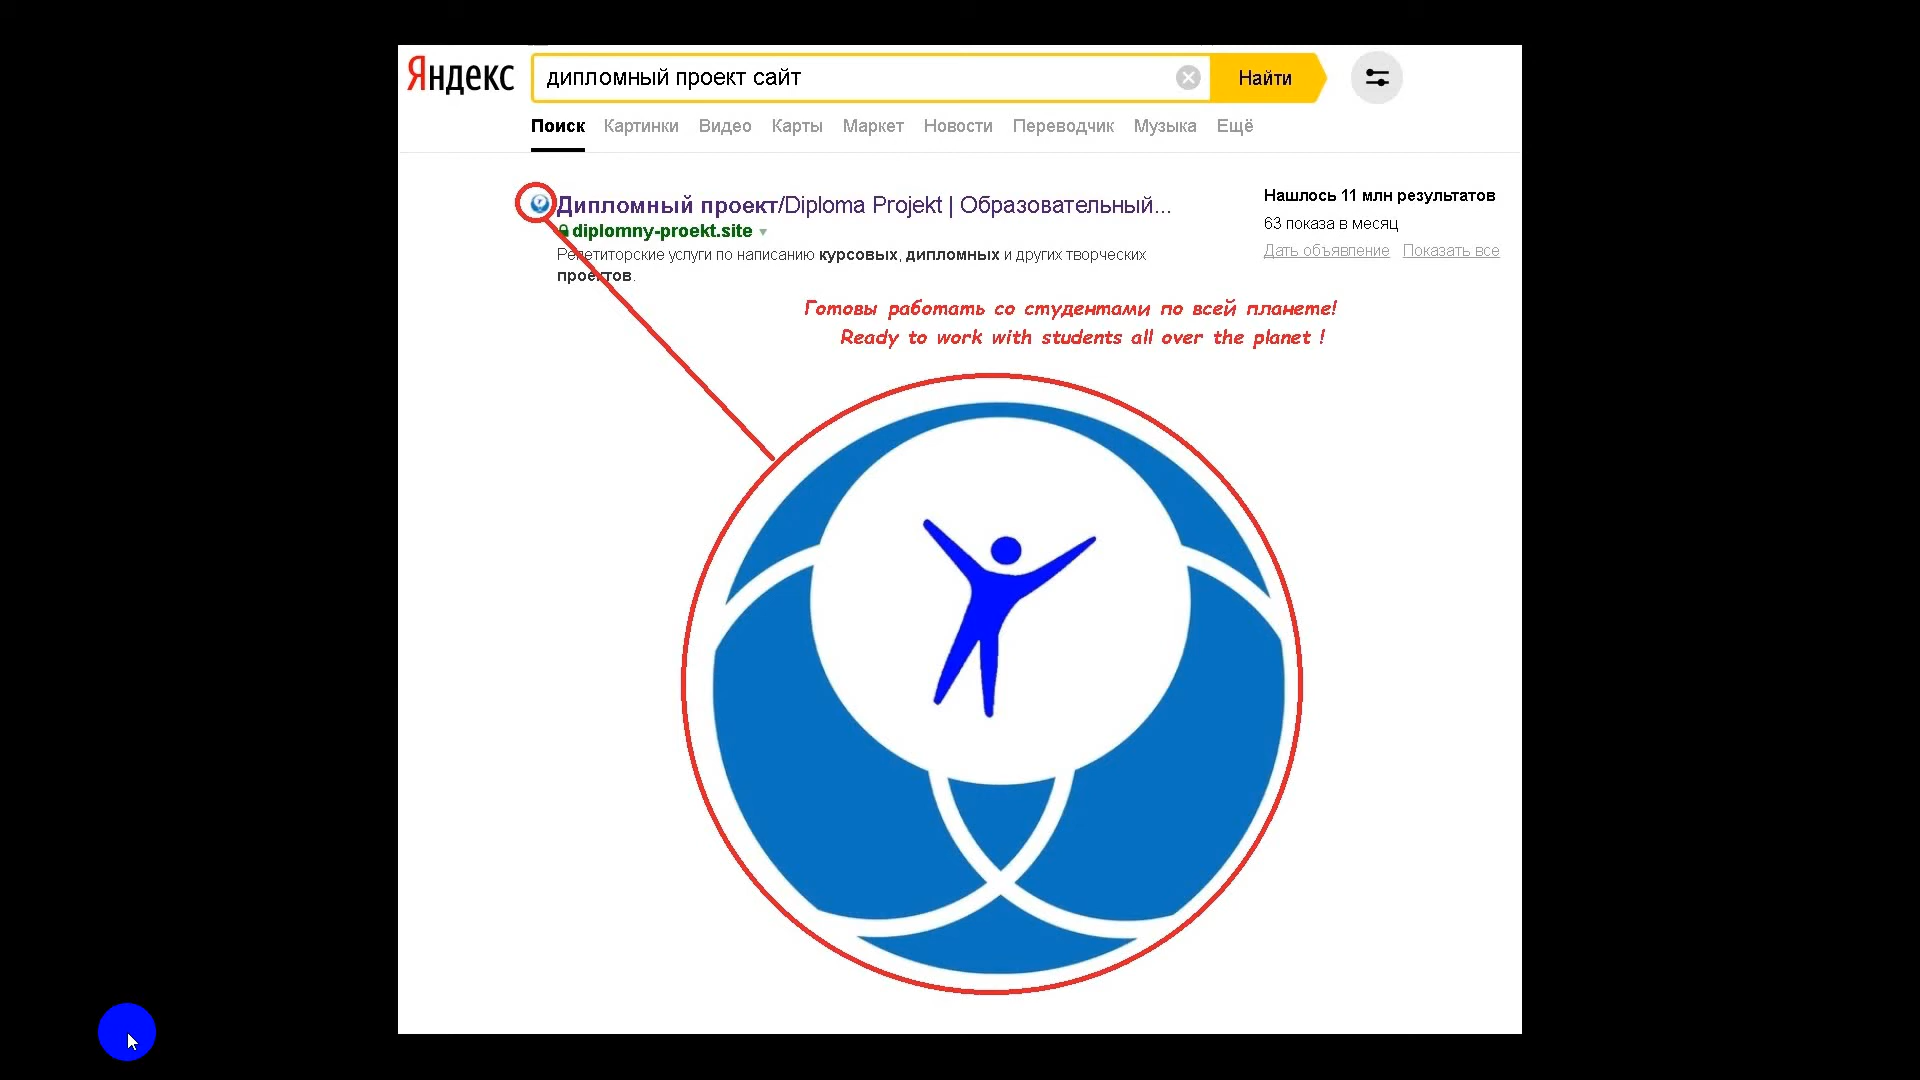 Яндекс
дипломный проект сайт
Найти
Поиск Картинки Видео Карты Маркет Новости Переводчик Музыка Ещё
Дипломный проект/Diploma Projekt | Образовательный...
diplomny-proekt.site
Репетиторские услуги по написанию курсовых, дипломных и других творческих
проектов.
Нашлось 11 млн результатов
63 показа в месяц
Дать объявление Показать все
Готовы работать со студентами по всей планете!
Ready to work with students all over the planet !